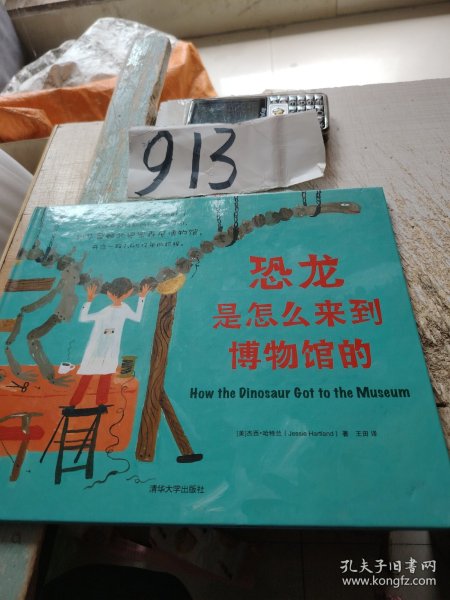 913
恐龙
是怎么来到
博物馆的
How the Dinosaur Got to the Museum
[美]杰西•哈特兰（Jessie Hartland）著 王田 译
清华大学出版社
孔夫子旧书网
www.kongfz.com